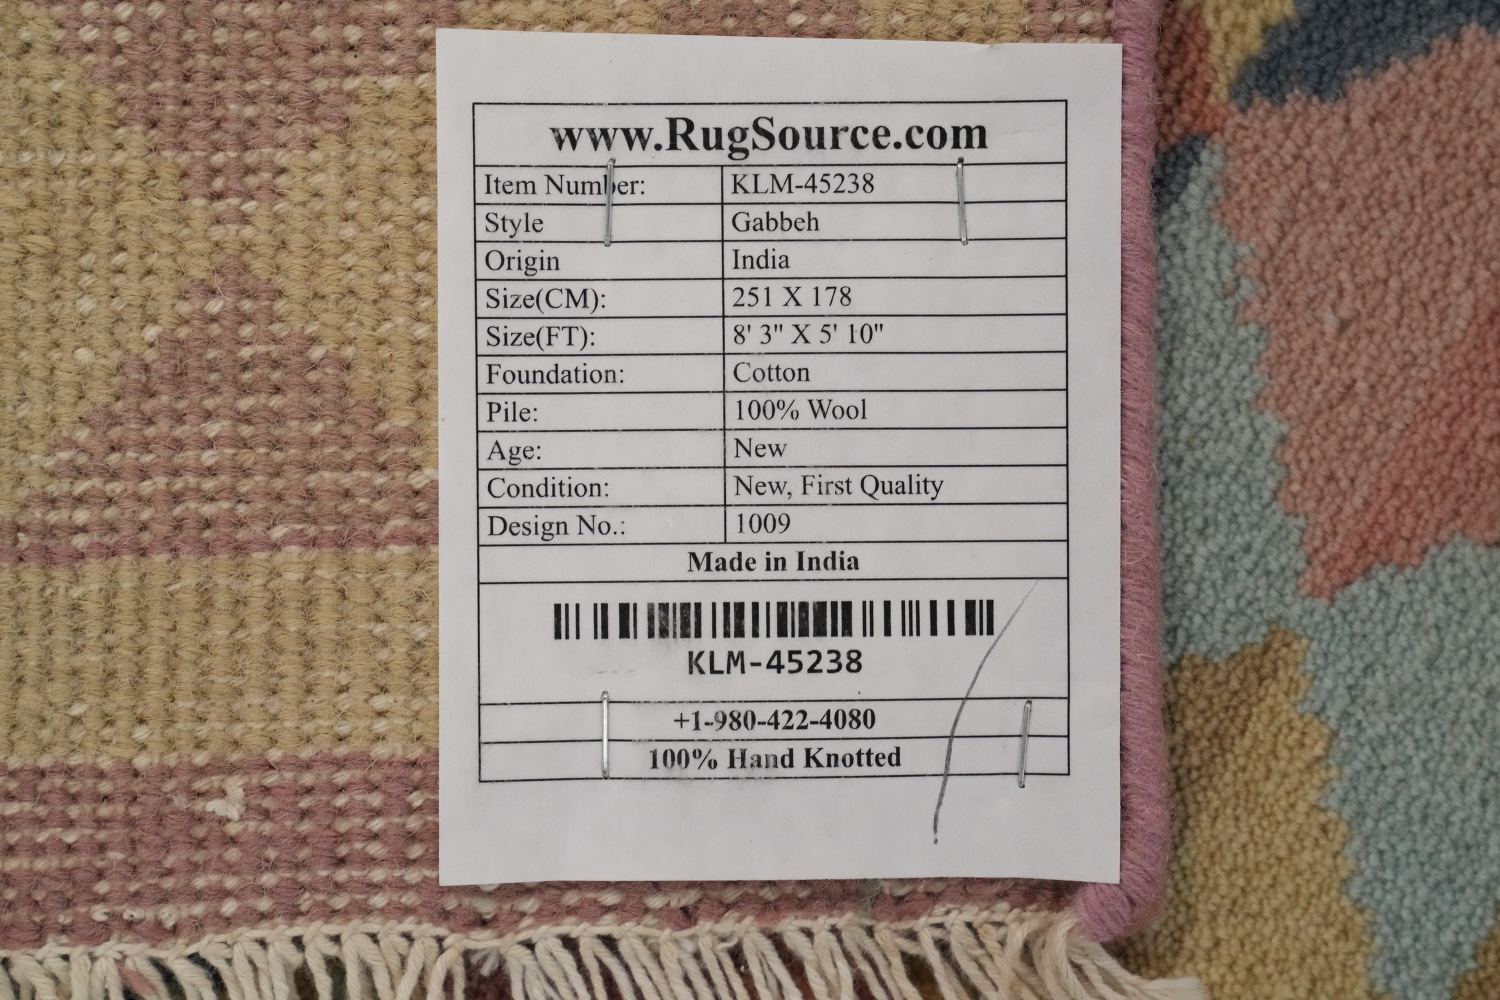 www.RugSource.com
Item Number: KLM-45238
Style Gabbeh
Origin India
Size(CM): 251 X 178
Size(FT): 8' 3" X 5' 10"
Foundation: Cotton
Pile: 100% Wool
Age: New
Condition: New, First Quality
Design No.: 1009
Made in India
KLM-45238
+1-980-422-4080
100% Hand Knotted